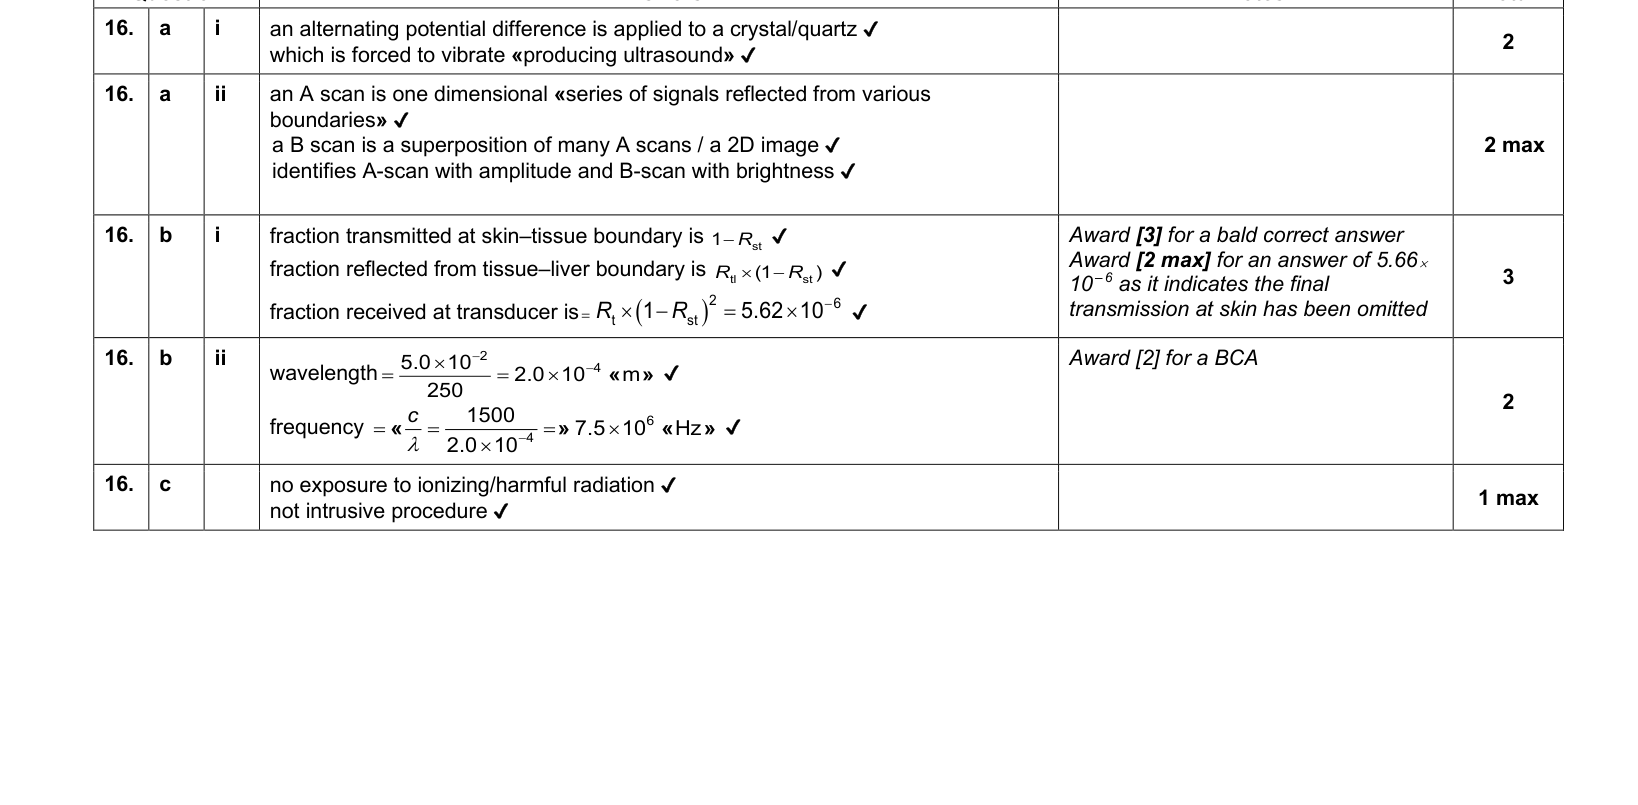 16. a i an alternating potential difference is applied to a crystal/quartz ✓ 2
which is forced to vibrate «producing ultrasound» ✓
16. a ii an A scan is one dimensional «series of signals reflected from various
boundaries» ✓
a B scan is a superposition of many A scans / a 2D image ✓ 2 max
identifies A-scan with amplitude and B-scan with brightness ✓
16. b i fraction transmitted at skin–tissue boundary is 1−R_st ✓
fraction reflected from tissue–liver boundary is R_tl ×(1−R_st) ✓
fraction received at transducer is = R_t ×(1−R_st)^2 = 5.62×10^−6 ✓
Award [3] for a bald correct answer
Award [2 max] for an answer of 5.66×
10^−6 as it indicates the final
transmission at skin has been omitted
3
16. b ii wavelength = 5.0×10^−2 / 250 = 2.0×10^−4 «m» ✓
frequency = «c/λ = 1500 / 2.0×10^−4 =» 7.5×10^6 «Hz» ✓
Award [2] for a BCA
2
16. c no exposure to ionizing/harmful radiation ✓ 1 max
not intrusive procedure ✓